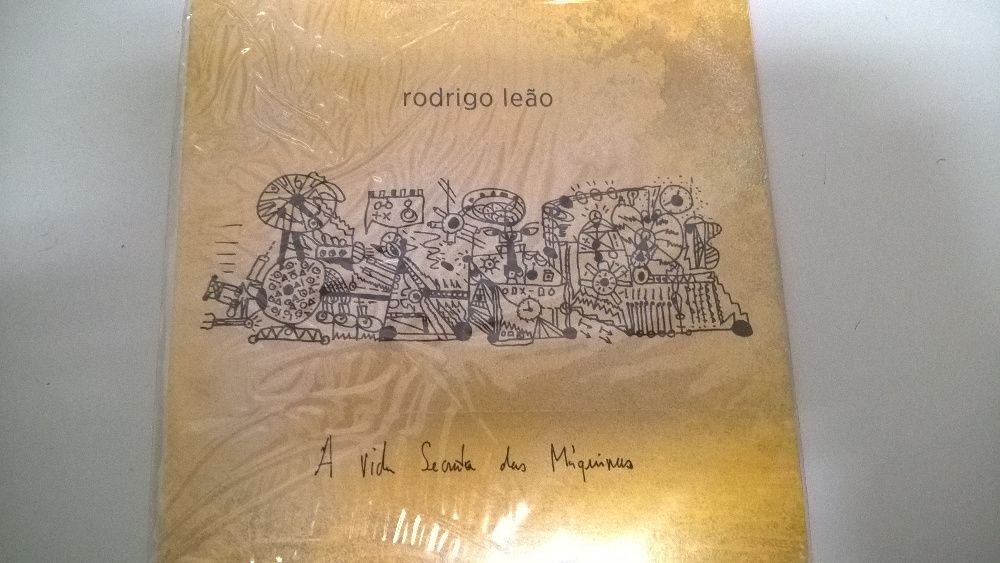 rodrigo leão
A vida Secreta das Máquinas